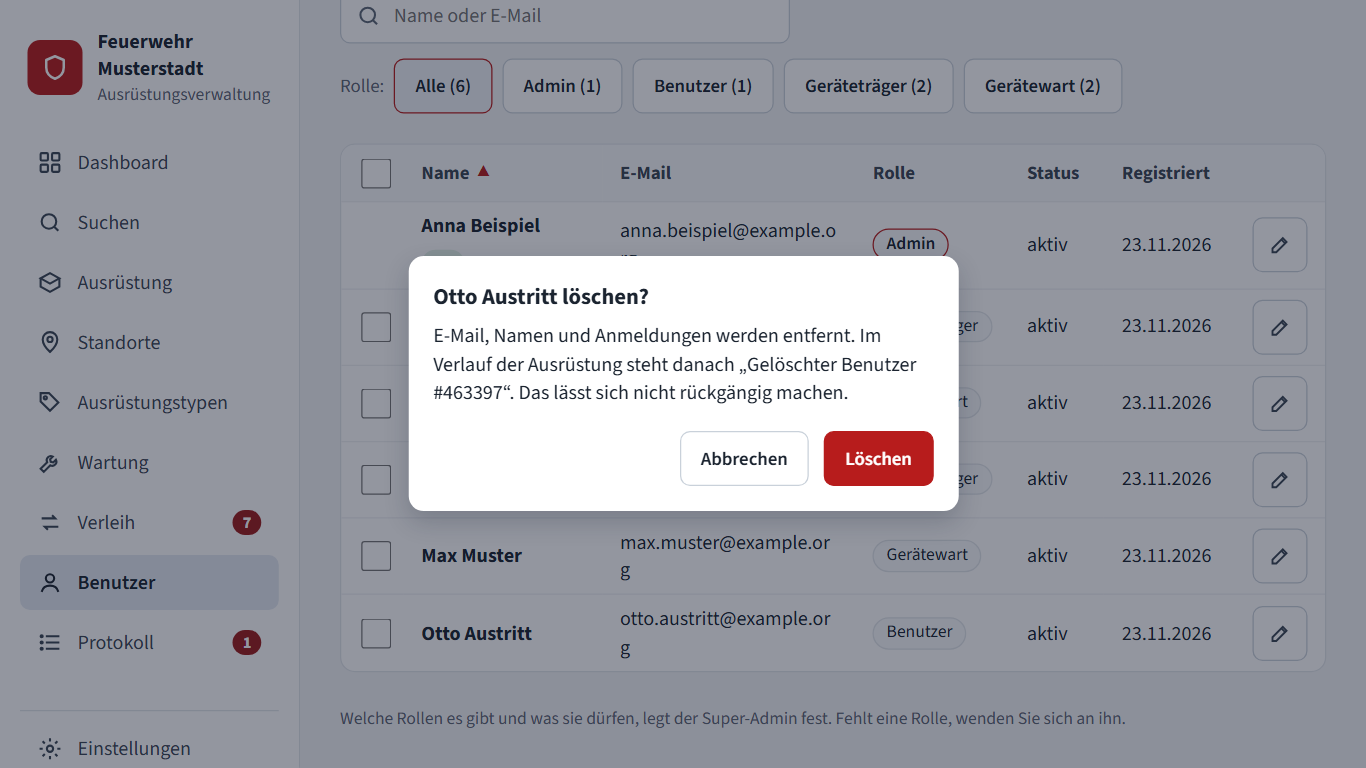 Feuerwehr
Musterstadt
Ausrüstungsverwaltung
Dashboard
Suchen
Ausrüstung
Standorte
Ausrüstungstypen
Wartung
Verleih 7
Benutzer
Protokoll 1
Einstellungen
Name oder E-Mail
Rolle: Alle (6) Admin (1) Benutzer (1) Geräteträger (2) Gerätewart (2)
Name E-Mail Rolle Status Registriert
Anna Beispiel anna.beispiel@example.o Admin aktiv 23.11.2026
aktiv 23.11.2026
aktiv 23.11.2026
aktiv 23.11.2026
Otto Austritt löschen?
E-Mail, Namen und Anmeldungen werden entfernt. Im
Verlauf der Ausrüstung steht danach „Gelöschter Benutzer
#463397“. Das lässt sich nicht rückgängig machen.
Abbrechen Löschen
Max Muster max.muster@example.or
g Gerätewart aktiv 23.11.2026
Otto Austritt otto.austritt@example.or
g Benutzer aktiv 23.11.2026
Welche Rollen es gibt und was sie dürfen, legt der Super-Admin fest. Fehlt eine Rolle, wenden Sie sich an ihn.